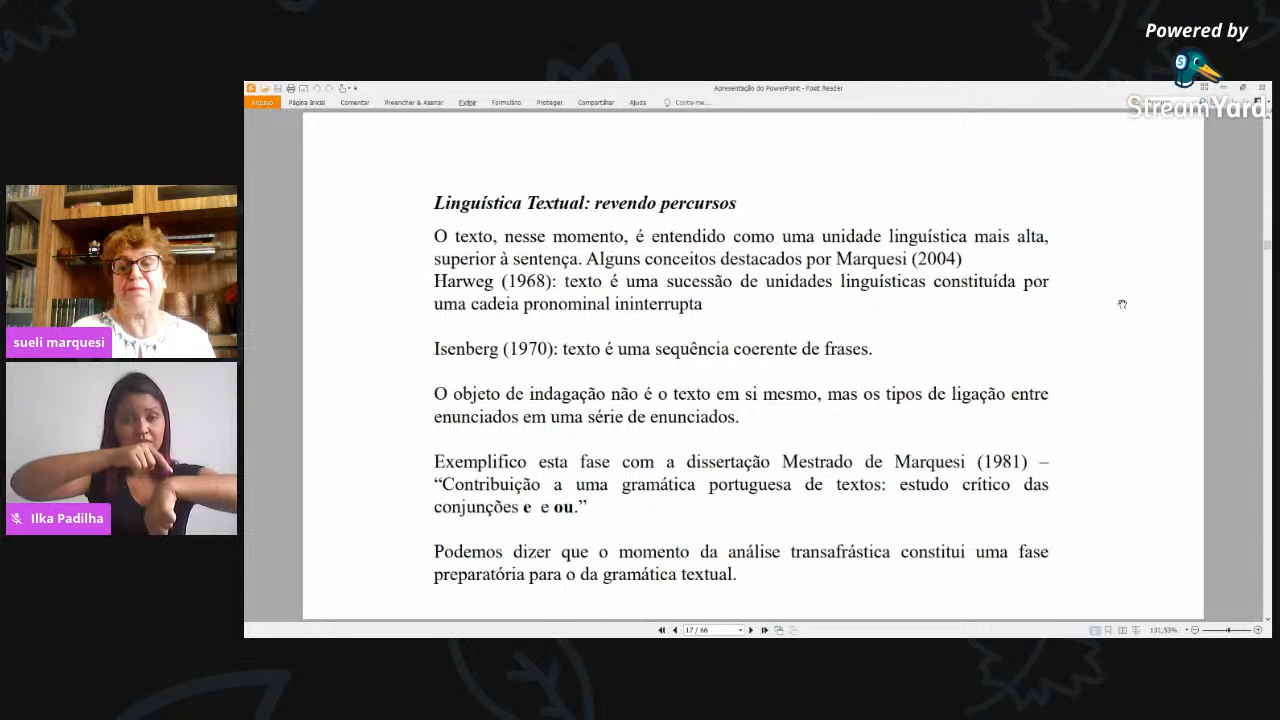 Powered by
StreamYard
Apresentação do PowerPoint - Foxit Reader
Arquivo Página Inicial Comentar Preencher & Assinar Exibir Formulário Proteger Compartilhar Ajuda Conte-me...
Linguística Textual: revendo percursos
O texto, nesse momento, é entendido como uma unidade linguística mais alta,
superior à sentença. Alguns conceitos destacados por Marquesi (2004)
Harweg (1968): texto é uma sucessão de unidades linguísticas constituída por
uma cadeia pronominal ininterrupta
Isenberg (1970): texto é uma sequência coerente de frases.
O objeto de indagação não é o texto em si mesmo, mas os tipos de ligação entre
enunciados em uma série de enunciados.
Exemplifico esta fase com a dissertação Mestrado de Marquesi (1981) –
“Contribuição a uma gramática portuguesa de textos: estudo crítico das
conjunções e e ou.”
Podemos dizer que o momento da análise transafrástica constitui uma fase
preparatória para o da gramática textual.
sueli marquesi
Ilka Padilha
17 / 66
131,53%